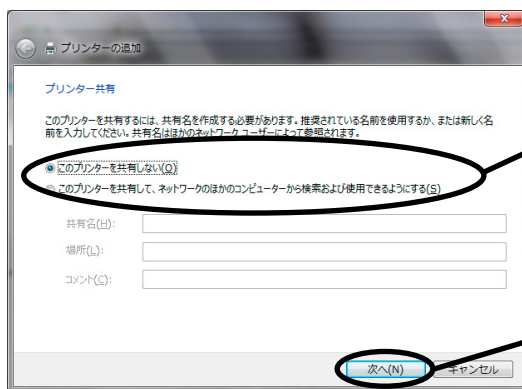 プリンターの追加
プリンター共有
このプリンターを共有するには、共有名を作成する必要があります。推奨されている名前を使用するか、または新しく名
前を入力してください。共有名はほかのネットワーク ユーザーによって参照されます。
このプリンターを共有しない(O)
このプリンターを共有して、ネットワークのほかのコンピューターから検索および使用できるようにする(S)
共有名(H):
場所(L):
コメント(C):
次へ(N)
キャンセル